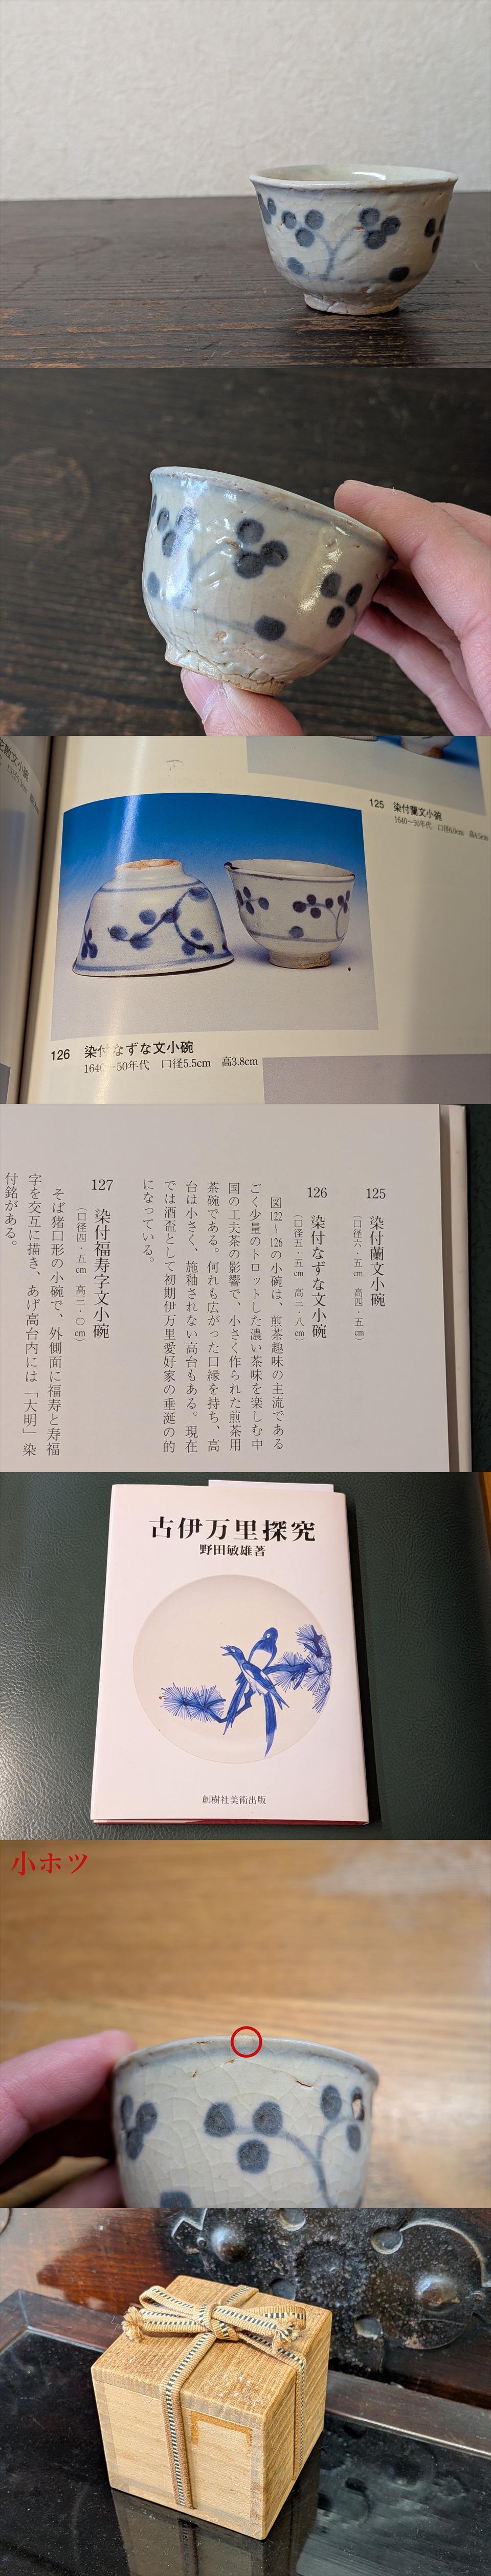 125 染付蘭文小碗
1640〜50年代 口径6.5cm 高4.5cm
126 染付なずな文小碗
1640〜50年代 口径5.5cm 高3.8cm
125 染付蘭文小碗
（口径六・五㎝ 高四・五㎝）
126 染付なずな文小碗
（口径五・五㎝ 高三・八㎝）
図122〜126の小碗は、煎茶趣味の主流である
ごく少量のトロットした濃い茶味を楽しむ中
国の工夫茶の影響で、小さく作られた煎茶用
茶碗である。何れも広がった口縁を持ち、高
台は小さく、施釉されない高台もある。現在
では酒盃として初期伊万里愛好家の垂涎の的
になっている。
127 染付福寿字文小碗
（口径四・五㎝ 高三・〇㎝）
そば猪口形の小碗で、外側面に福寿と寿福
字を交互に描き、あげ高台内には「大明」染
付銘がある。
古伊万里探究
野田敏雄著
創樹社美術出版
小ホツ